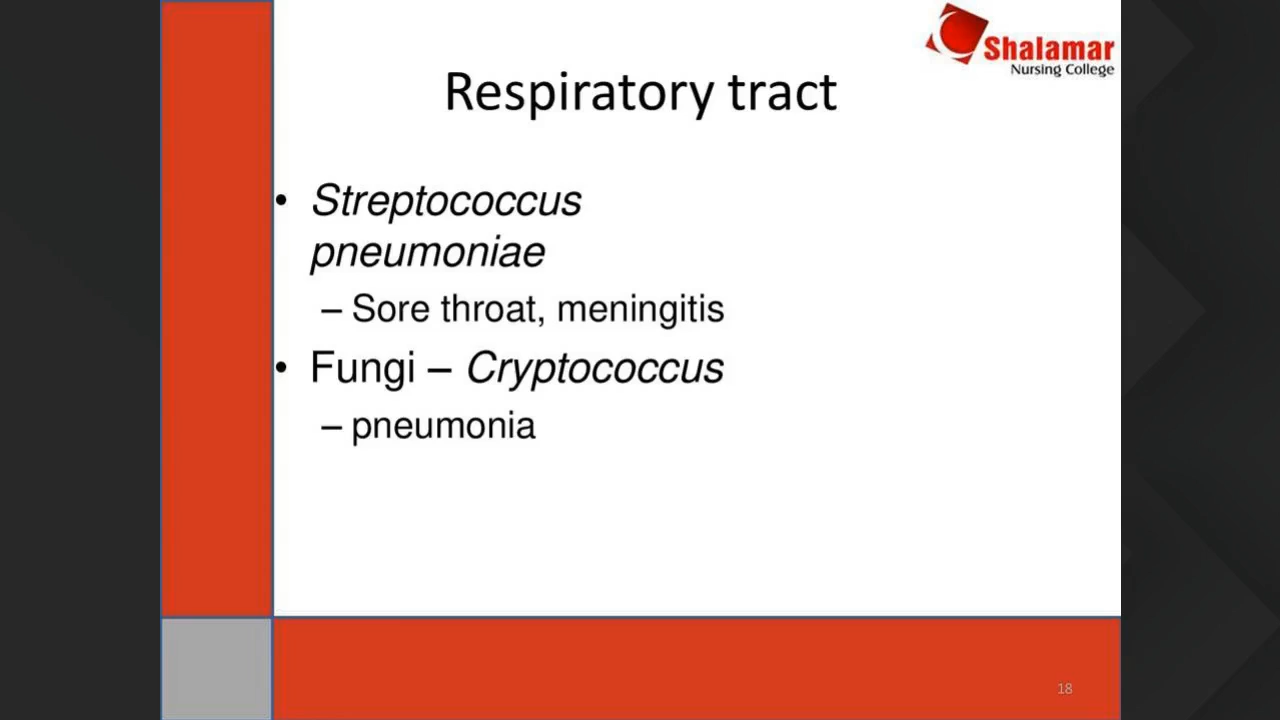 Shalamar
Nursing College
Respiratory tract
• Streptococcus
pneumoniae
– Sore throat, meningitis
• Fungi – Cryptococcus
– pneumonia
18